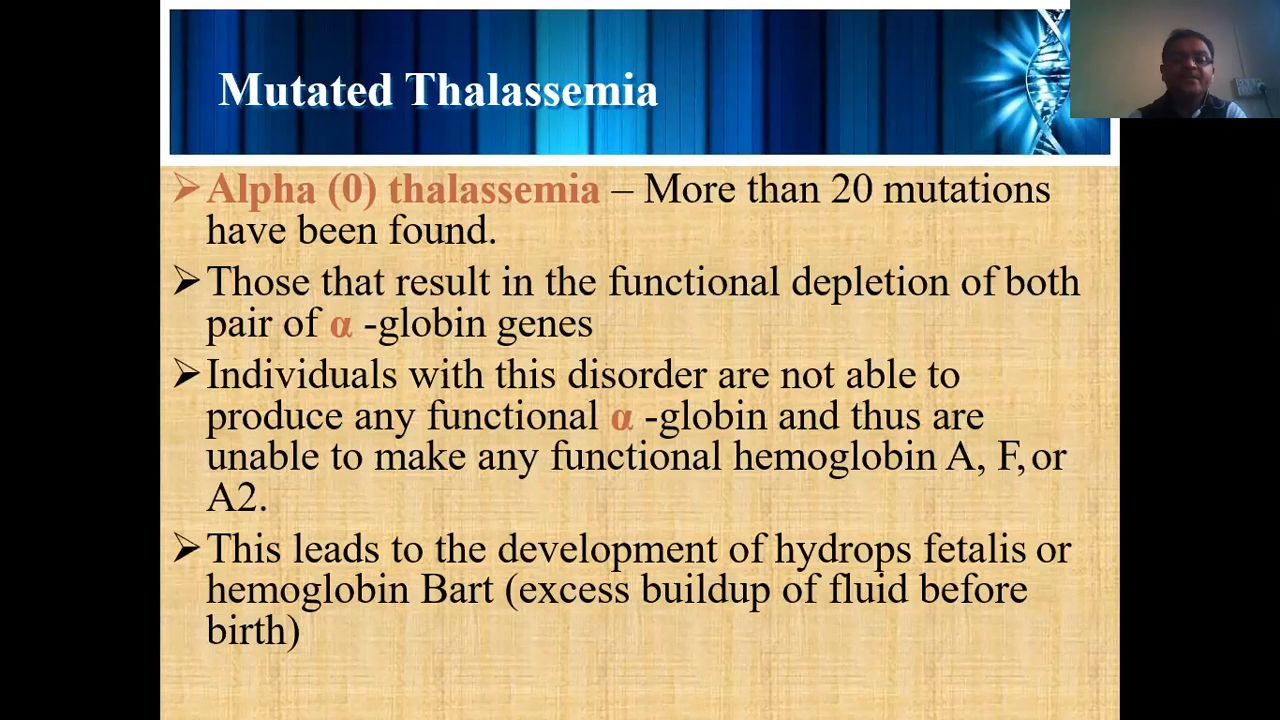 Mutated Thalassemia
➢Alpha (0) thalassemia – More than 20 mutations
have been found.
➢Those that result in the functional depletion of both
pair of α -globin genes
➢Individuals with this disorder are not able to
produce any functional α -globin and thus are
unable to make any functional hemoglobin A, F, or
A2.
➢This leads to the development of hydrops fetalis or
hemoglobin Bart (excess buildup of fluid before
birth)